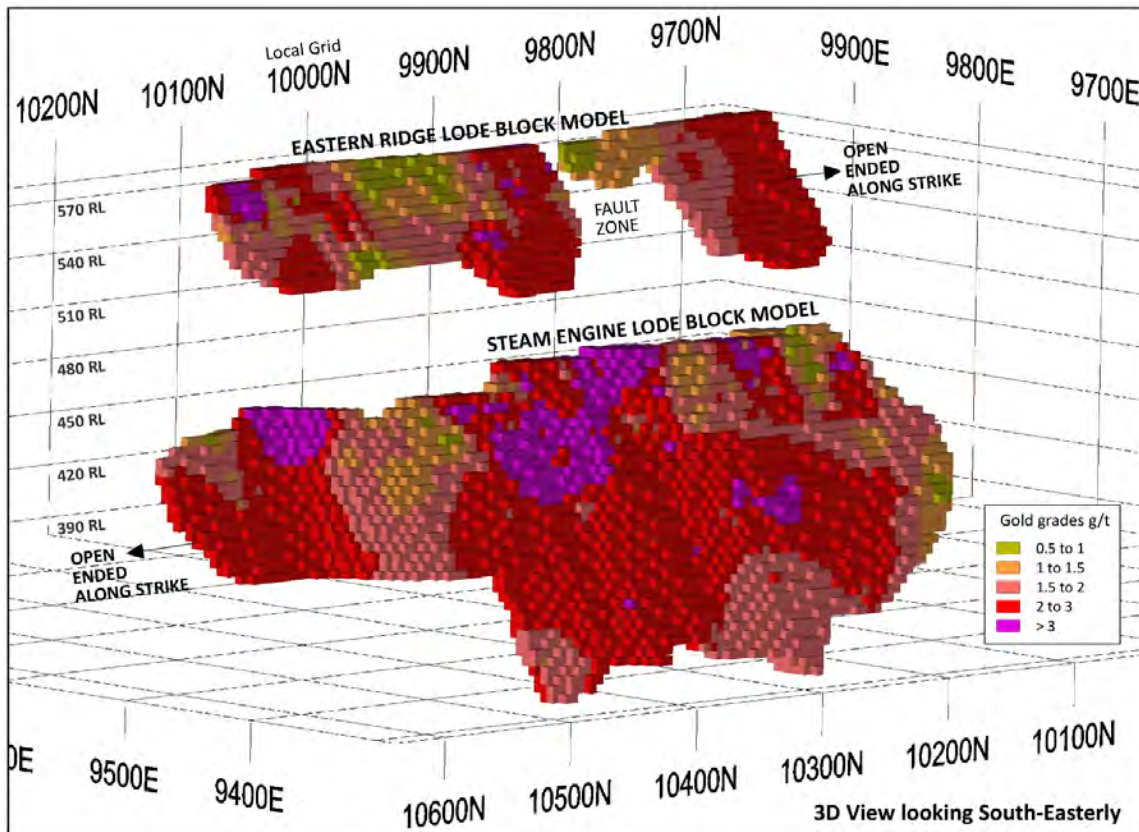 Local Grid
10200N
10100N
10000N
9900N
9800N
9700N
9900E
9800E
9700E
EASTERN RIDGE LODE BLOCK MODEL
OPEN
ENDED
ALONG STRIKE
FAULT
ZONE
570 RL
540 RL
510 RL
480 RL
450 RL
420 RL
390 RL
STEAM ENGINE LODE BLOCK MODEL
OPEN
ENDED
ALONG STRIKE
Gold grades g/t
0.5 to 1
1 to 1.5
1.5 to 2
2 to 3
> 3
0E
9500E
9400E
10600N
10500N
10400N
10300N
10200N
10100N
3D View looking South-Easterly